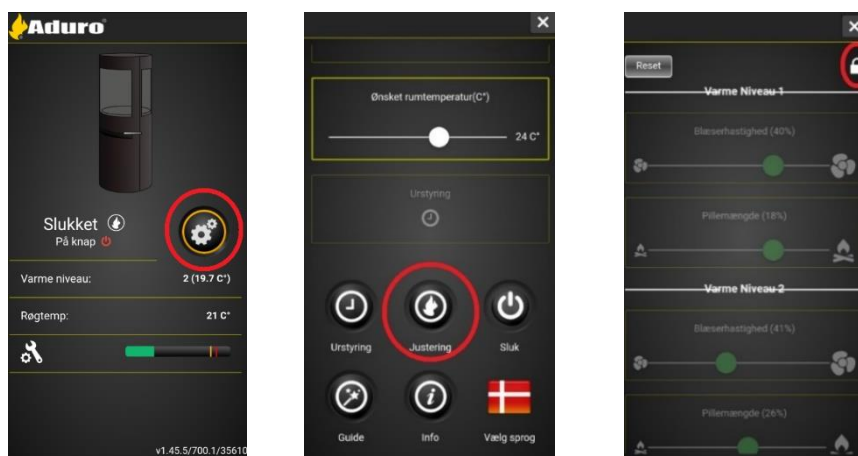 Aduro
Slukket
På knap
Varme niveau: 2 (19.7 C°)
Røgtemp: 21 C°
v1.45.5/700.1/35610
Ønsket rumtemperatur(C°)
24 C°
Urstyring
Urstyring Justering Sluk
Guide Info Vælg sprog
Reset
Varme Niveau 1
Blæserhastighed (40%)
Pillemængde (18%)
Varme Niveau 2
Blæserhastighed (41%)
Pillemængde (26%)